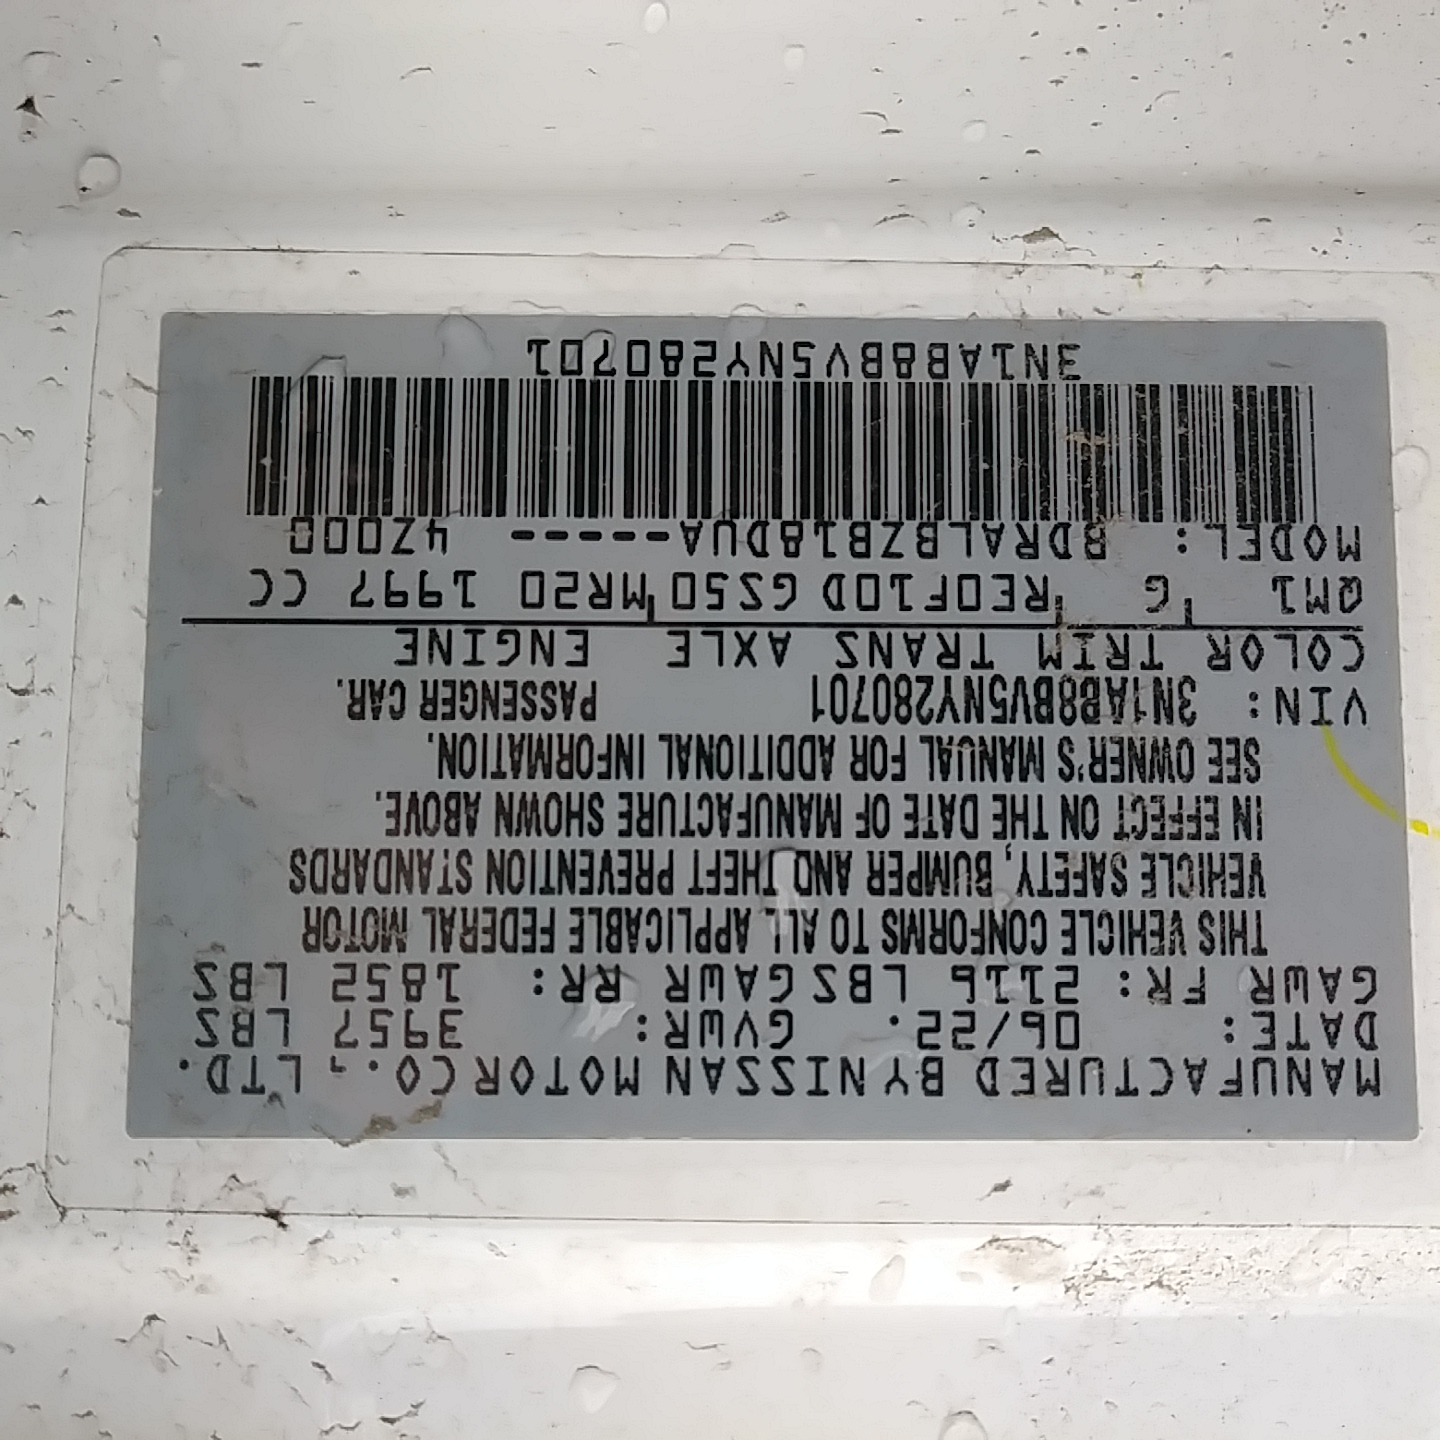 MANUFACTURED BY NISSAN MOTOR CO., LTD.
DATE: 06/22. GVWR: 3957 LBS
GAWR FR: 2116 LBS GAWR RR: 1852 LBS
THIS VEHICLE CONFORMS TO ALL APPLICABLE FEDERAL MOTOR
VEHICLE SAFETY, BUMPER AND THEFT PREVENTION STANDARDS
IN EFFECT ON THE DATE OF MANUFACTURE SHOWN ABOVE.
SEE OWNER'S MANUAL FOR ADDITIONAL INFORMATION.
VIN: 3N1AB8BV5NY280701 PASSENGER CAR.
COLOR TRIM TRANS AXLE ENGINE
QM1 G RE0F10D GS50 MR20 1997 CC
MODEL: BDRALBZB18DUA----- 4Z000
3N1AB8BV5NY280701